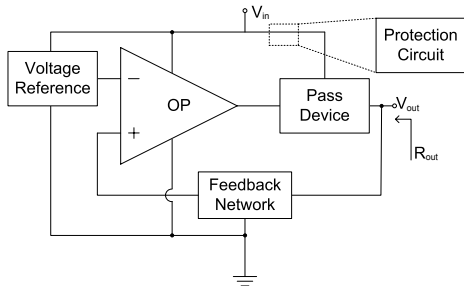 Vin
Protection
Circuit
Voltage
Reference
−
OP
+
Pass
Device
Vout
Rout
Feedback
Network